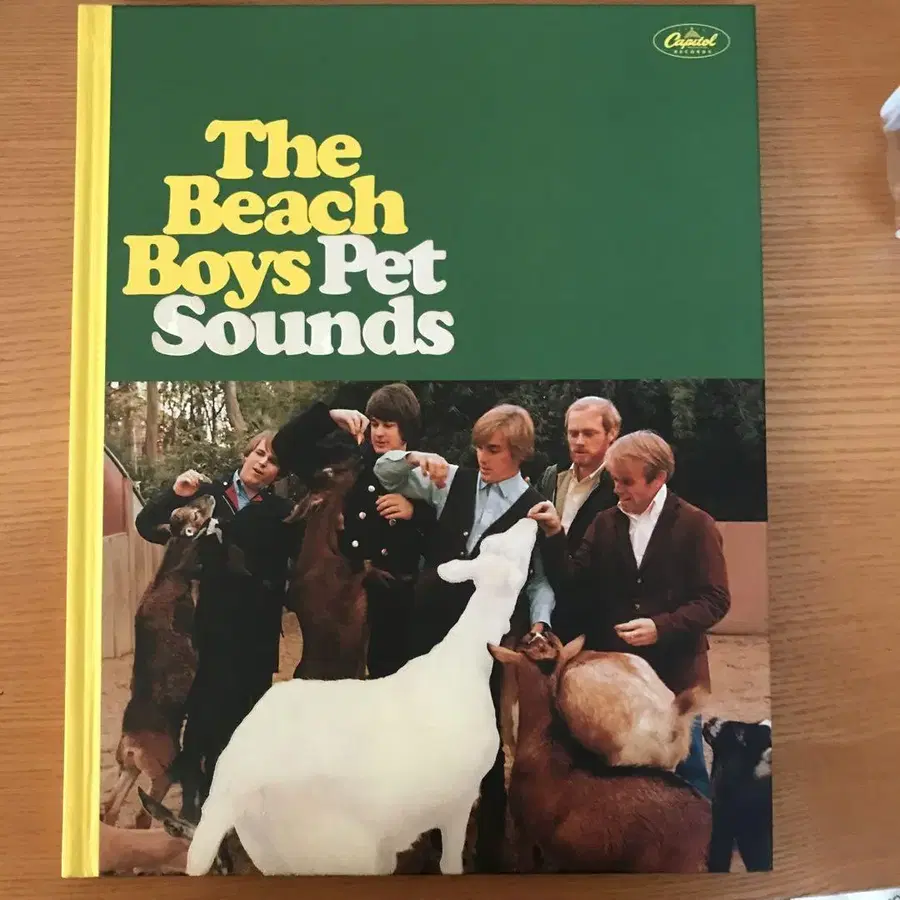 Capitol
RECORDS
The
Beach
Boys Pet
Sounds